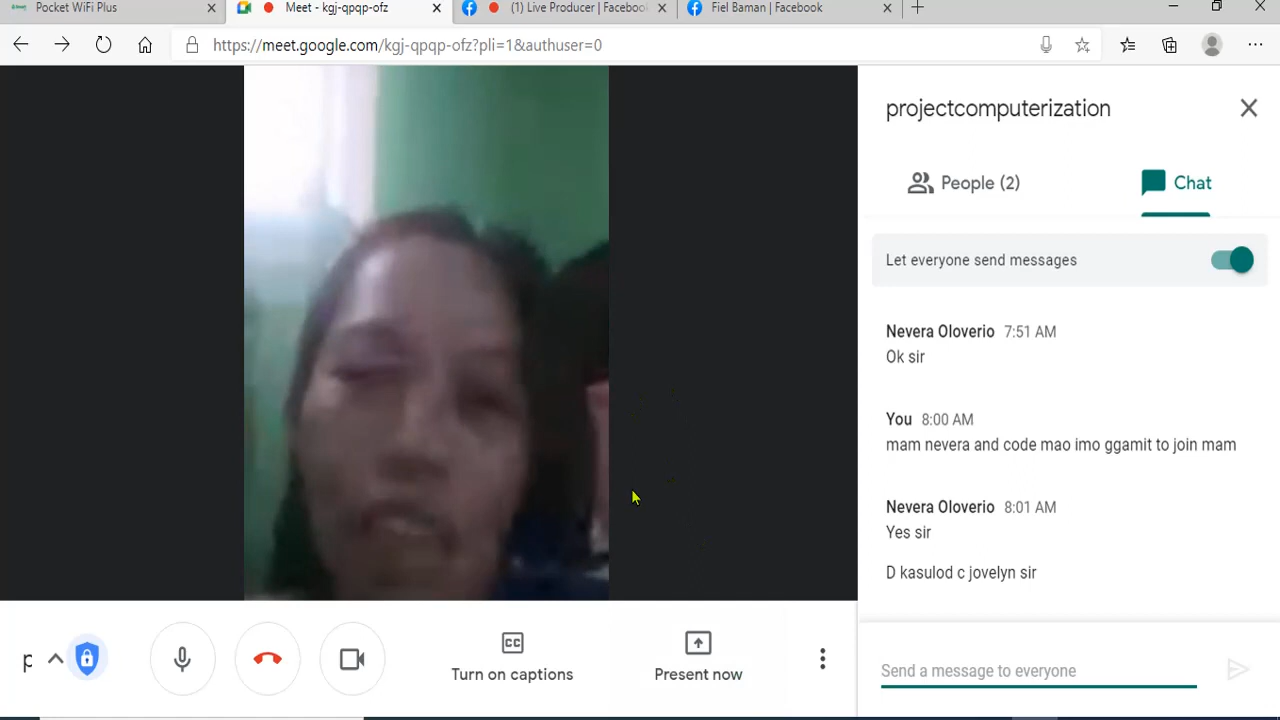 Pocket WiFi Plus
Meet - kgj-qpqp-ofz
(1) Live Producer | Facebook
Fiel Baman | Facebook
https://meet.google.com/kgj-qpqp-ofz?pli=1&authuser=0
projectcomputerization
People (2)
Chat
Let everyone send messages
Nevera Oloverio 7:51 AM
Ok sir
You 8:00 AM
mam nevera and code mao imo ggamit to join mam
Nevera Oloverio 8:01 AM
Yes sir
D kasulod c jovelyn sir
p
CC
Turn on captions
Present now
Send a message to everyone